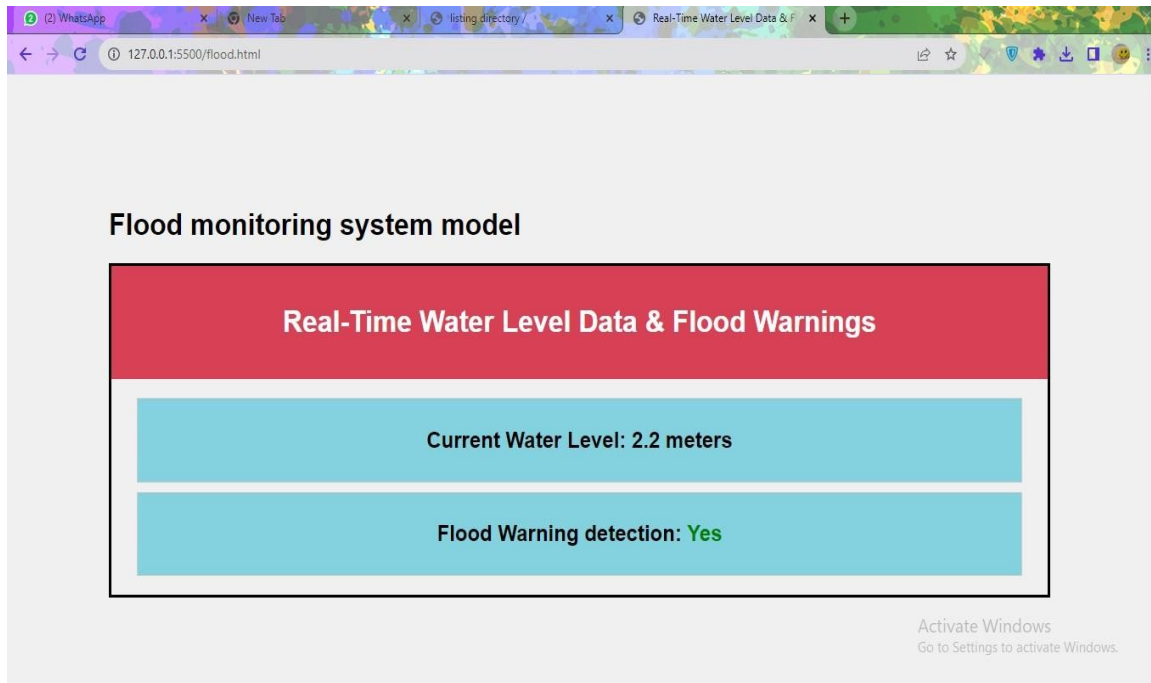 (2) WhatsApp
New Tab
listing directory /
Real-Time Water Level Data & F
127.0.0.1:5500/flood.html
Flood monitoring system model
Real-Time Water Level Data & Flood Warnings
Current Water Level: 2.2 meters
Flood Warning detection: Yes
Activate Windows
Go to Settings to activate Windows.